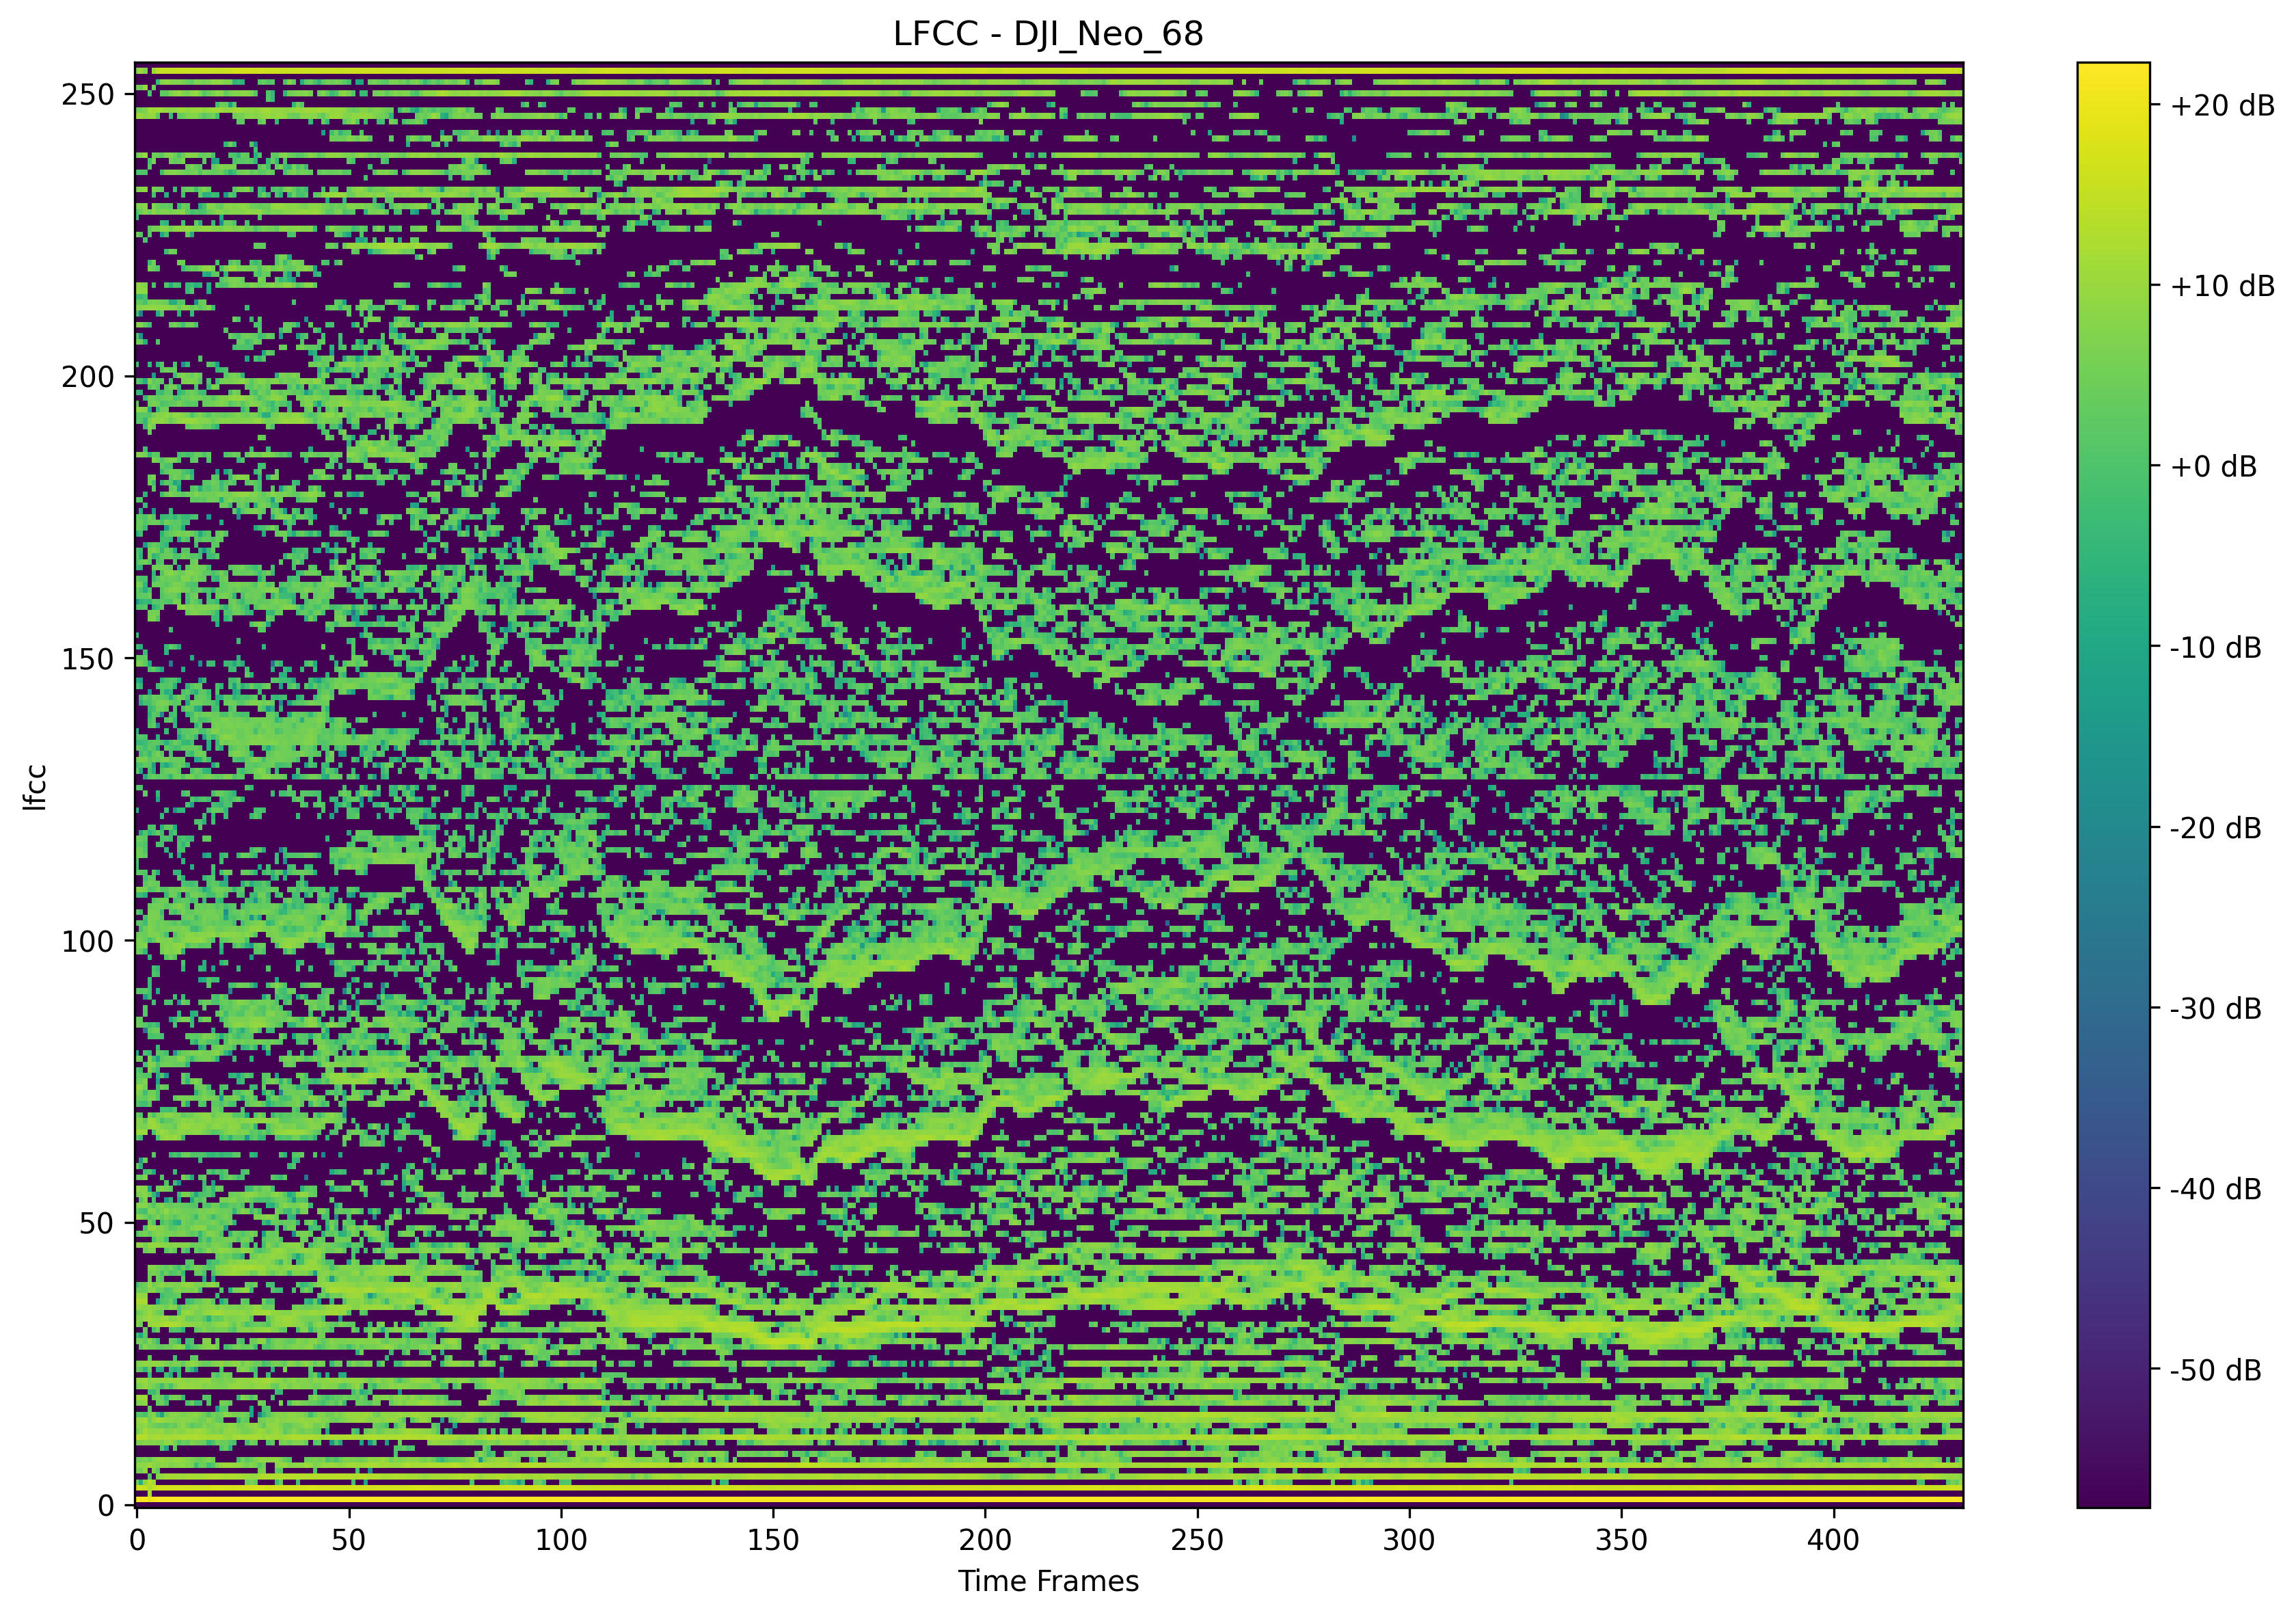 LFCC - DJI_Neo_68
250
200
150
100
50
0
lfcc
0 50 100 150 200 250 300 350 400
Time Frames
+20 dB
+10 dB
+0 dB
-10 dB
-20 dB
-30 dB
-40 dB
-50 dB